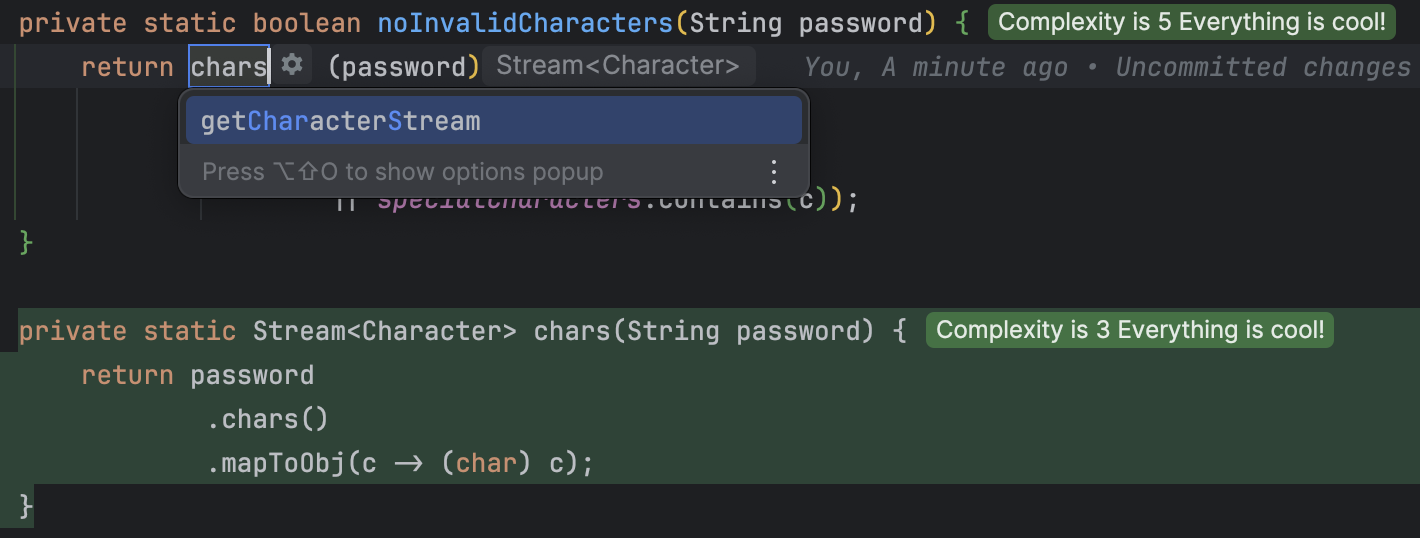 private static boolean noInvalidCharacters(String password) { Complexity is 5 Everything is cool!
return chars (password) Stream<Character> You, A minute ago • Uncommitted changes
getCharacterStream
Press ⌥⇧O to show options popup
|| specialCharacters.contains(c));
}
private static Stream<Character> chars(String password) { Complexity is 3 Everything is cool!
return password
.chars()
.mapToObj(c -> (char) c);
}